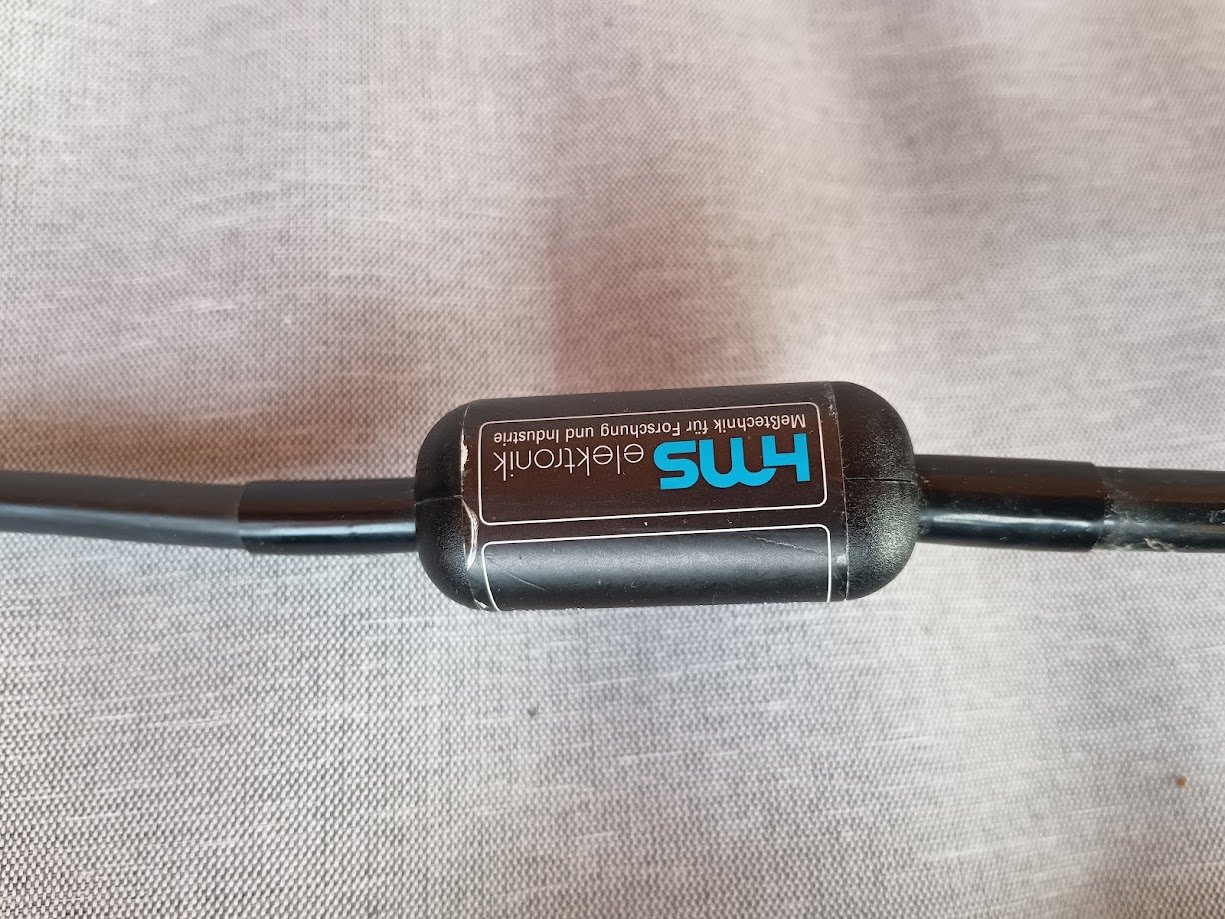 HMS elektronik
Meßtechnik für Forschung und Industrie